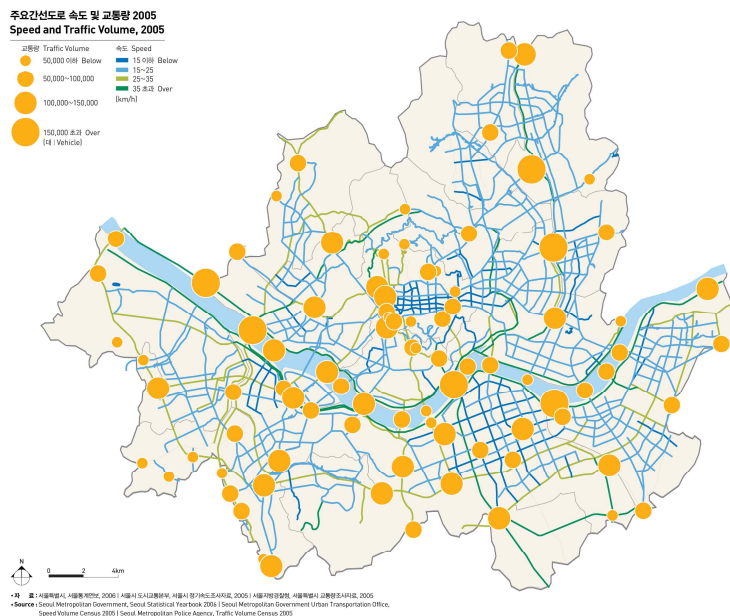 주요간선도로 속도 및 교통량 2005
Speed and Traffic Volume, 2005
교통량 Traffic Volume
50,000 이하 Below
50,000~100,000
100,000~150,000
150,000 초과 Over
(대 | Vehicle)
속도 Speed
15 이하 Below
15~25
25~35
35 초과 Over
(km/h)
N
0 2 4km
• 자 료 : 서울특별시, 서울통계연보, 2006 | 서울시 도시교통본부, 서울시 정기속도조사자료, 2005 | 서울지방경찰청, 서울특별시 교통량조사자료, 2005
• Source : Seoul Metropolitan Government, Seoul Statistical Yearbook 2006 | Seoul Metropolitan Government Urban Transportation Office,
Speed Volume Census 2005 | Seoul Metropolitan Police Agency, Traffic Volume Census 2005